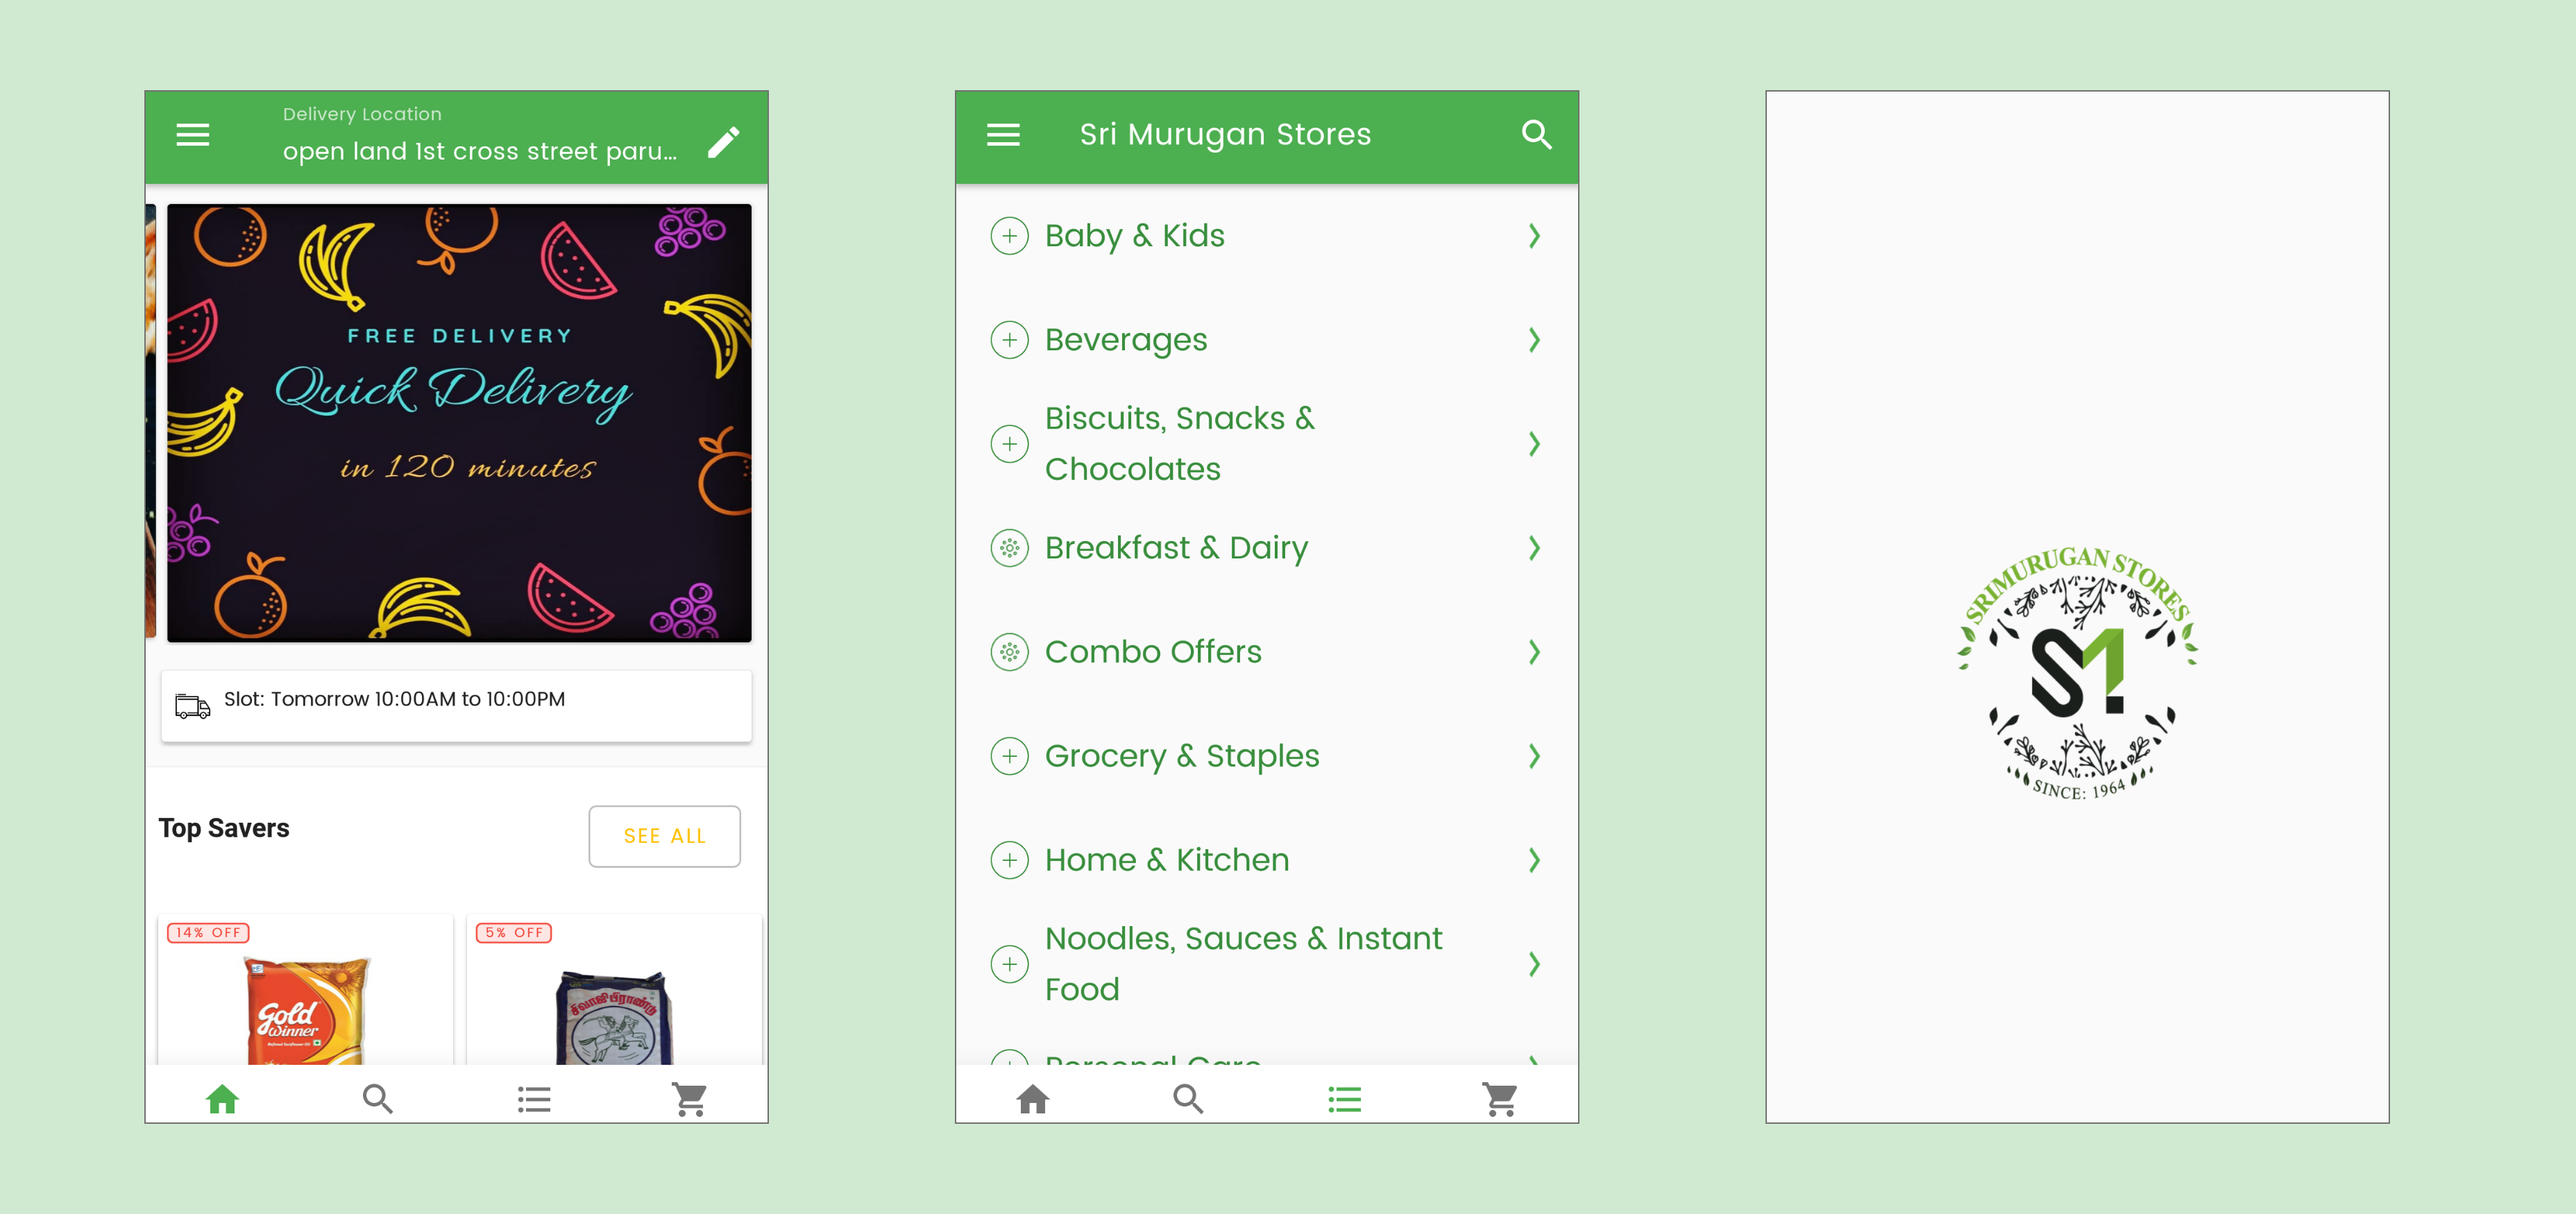 Delivery Location
open land 1st cross street paru...
FREE DELIVERY
Quick Delivery
in 120 minutes
Slot: Tomorrow 10:00AM to 10:00PM
Top Savers
SEE ALL
14% OFF
5% OFF
Gold
Winner
சிவாஜி பிராண்டு
Sri Murugan Stores
Baby & Kids
Beverages
Biscuits, Snacks &
Chocolates
Breakfast & Dairy
Combo Offers
Grocery & Staples
Home & Kitchen
Noodles, Sauces & Instant
Food
Personal Care
SRIMURUGAN STORES
SM
SINCE: 1964